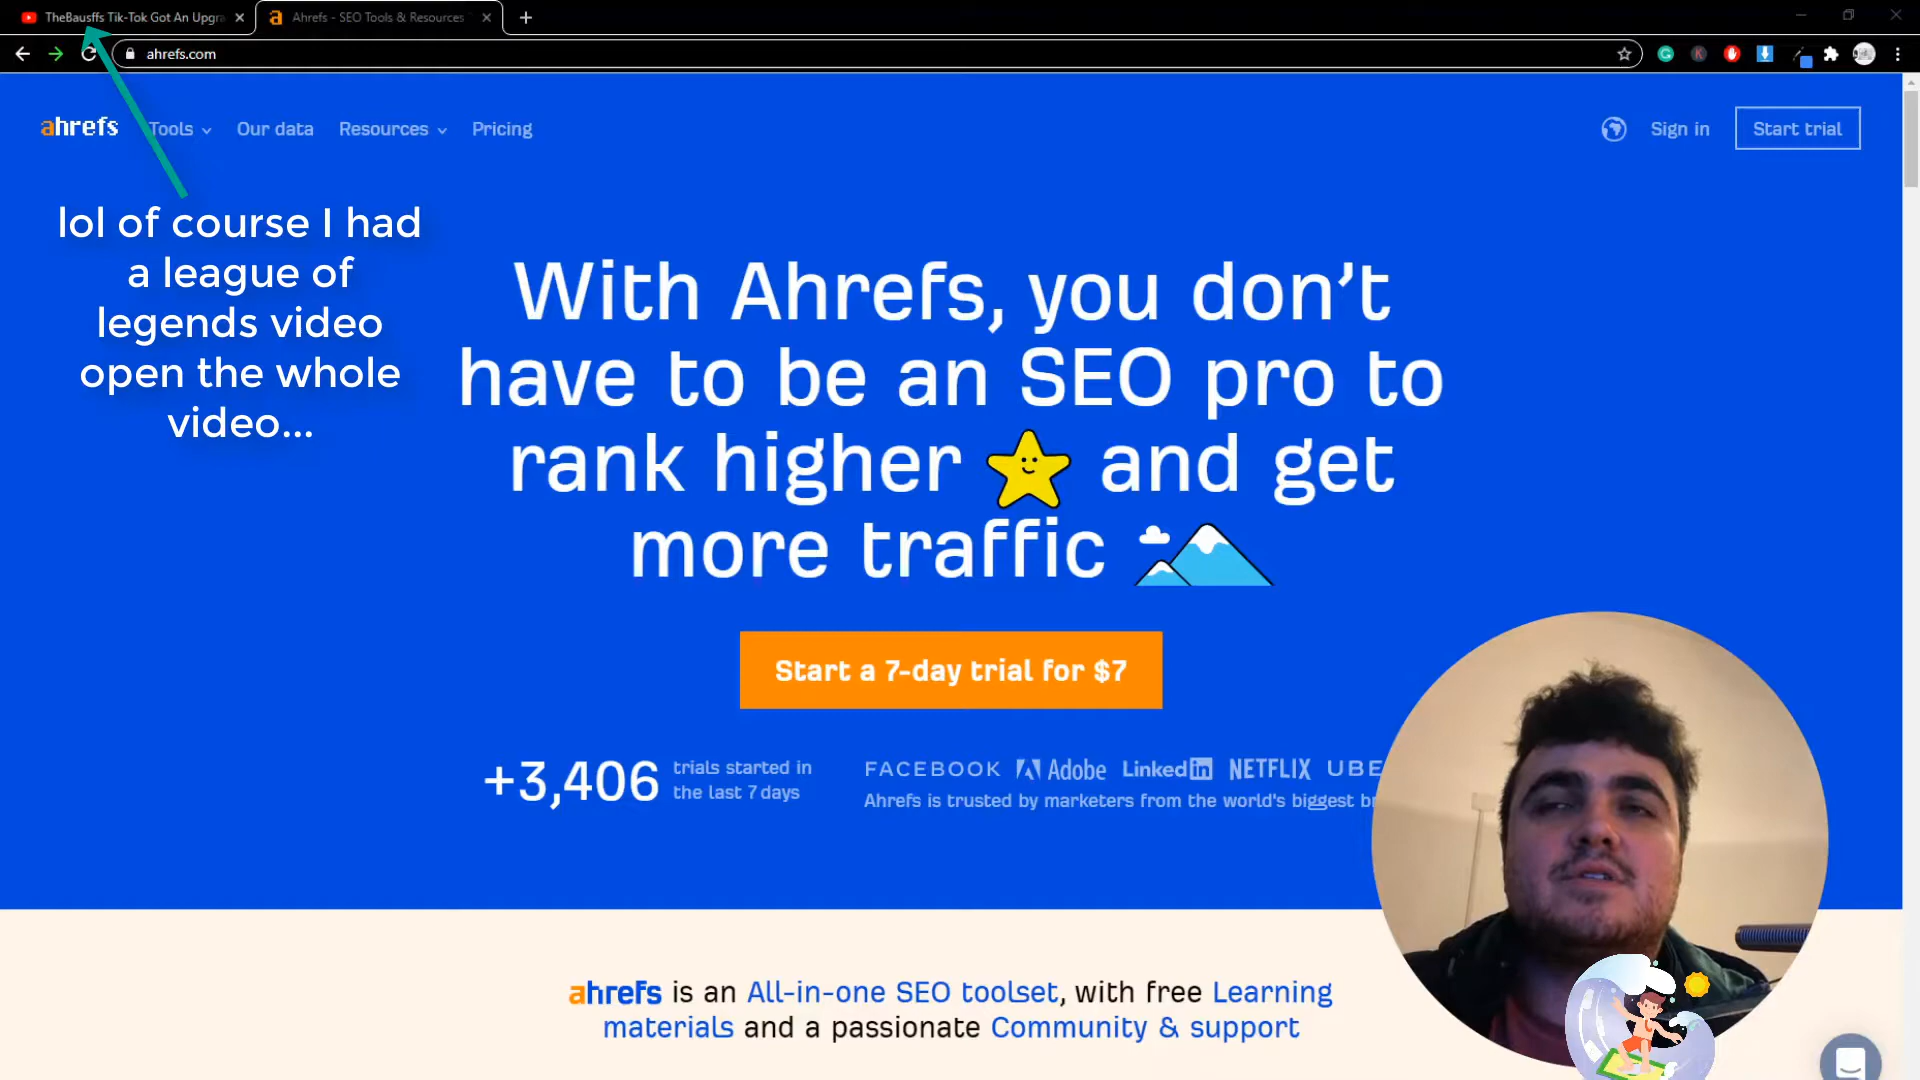 TheBausffs Tik-Tok Got An Upgra
Ahrefs - SEO Tools & Resources
ahrefs.com
ahrefs Tools Our data Resources Pricing Sign in Start trial
lol of course I had
a league of
legends video
open the whole
video...
With Ahrefs, you don't
have to be an SEO pro to
rank higher and get
more traffic
Start a 7-day trial for $7
+3,406 trials started in
the last 7 days
FACEBOOK Adobe LinkedIn NETFLIX UBE
Ahrefs is trusted by marketers from the world's biggest br
ahrefs is an All-in-one SEO toolset, with free Learning
materials and a passionate Community & support